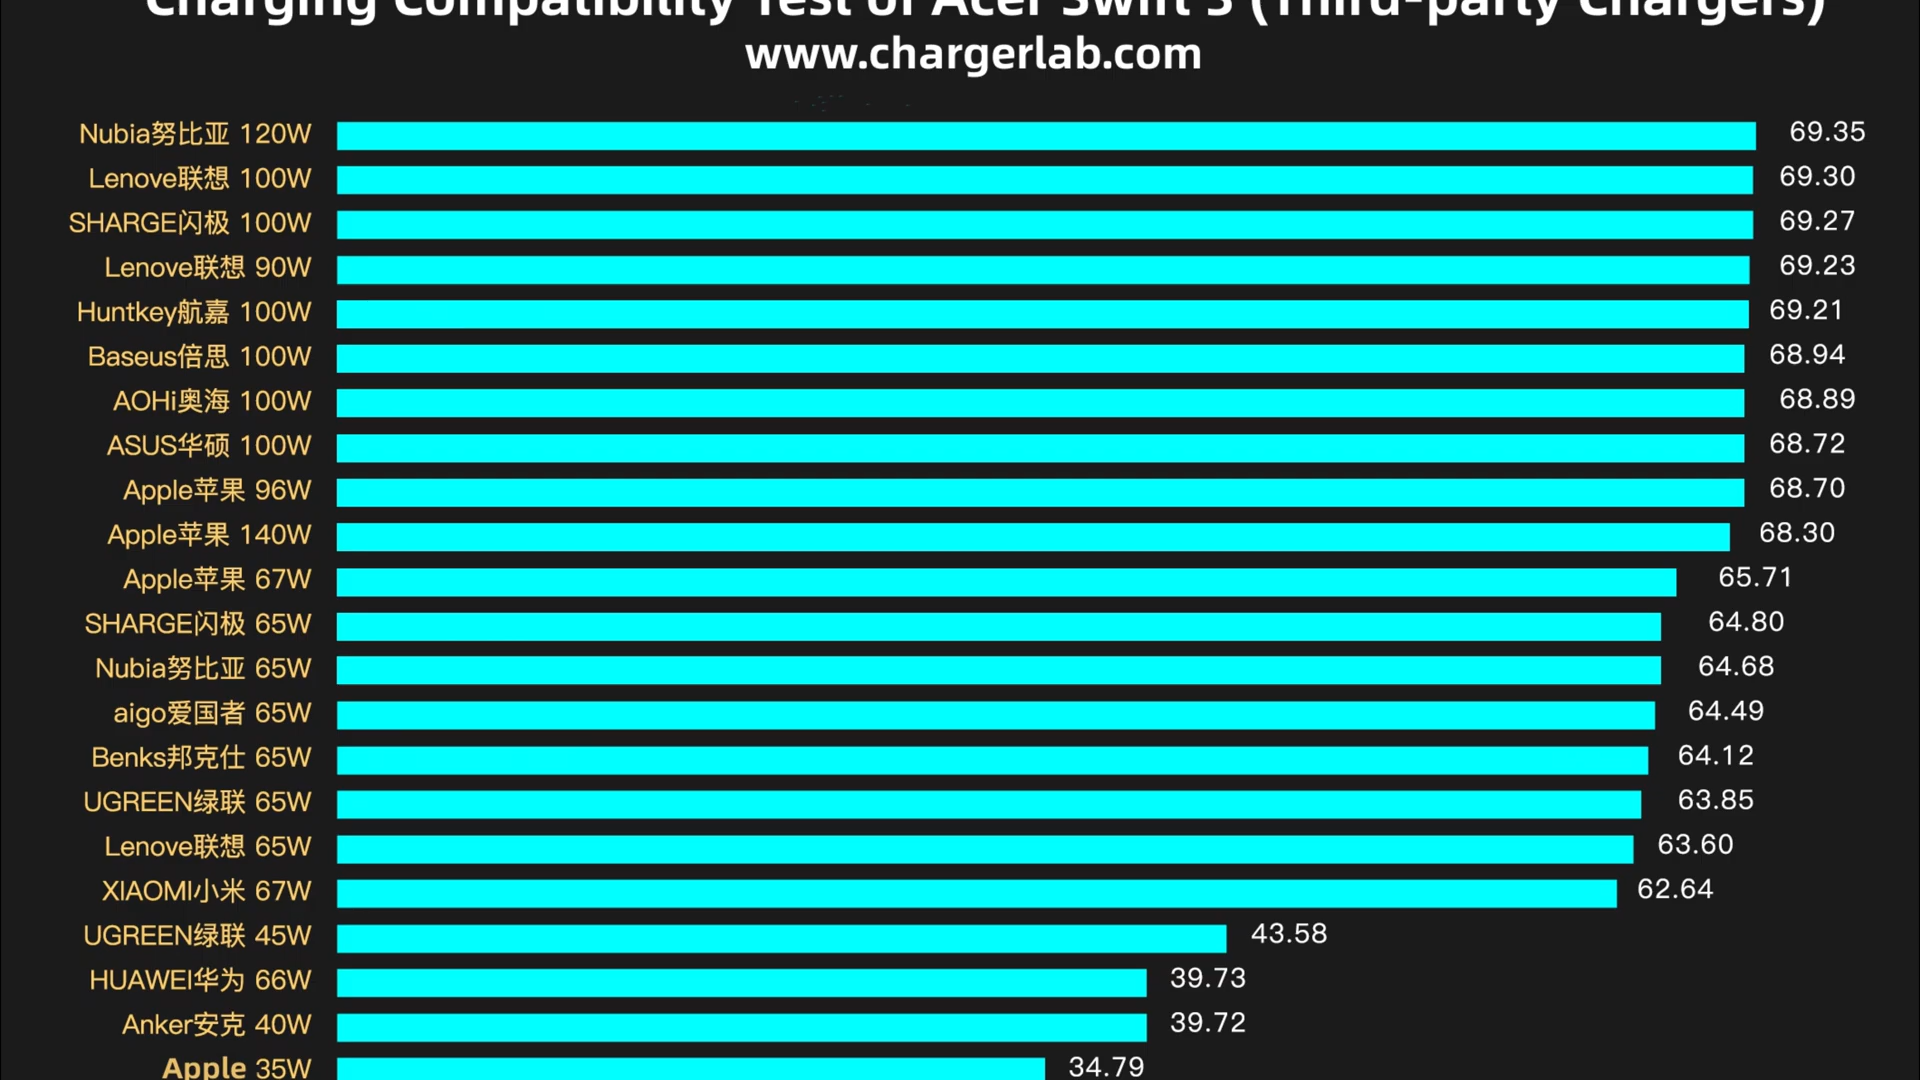 Charging Compatibility Test of Acer Swift 3 (Third-party Chargers)
www.chargerlab.com
Nubia努比亚 120W 69.35
Lenove联想 100W 69.30
SHARGE闪极 100W 69.27
Lenove联想 90W 69.23
Huntkey航嘉 100W 69.21
Baseus倍思 100W 68.94
AOHi奥海 100W 68.89
ASUS华硕 100W 68.72
Apple苹果 96W 68.70
Apple苹果 140W 68.30
Apple苹果 67W 65.71
SHARGE闪极 65W 64.80
Nubia努比亚 65W 64.68
aigo爱国者 65W 64.49
Benks邦克仕 65W 64.12
UGREEN绿联 65W 63.85
Lenove联想 65W 63.60
XIAOMI小米 67W 62.64
UGREEN绿联 45W 43.58
HUAWEI华为 66W 39.73
Anker安克 40W 39.72
Apple 35W 34.79